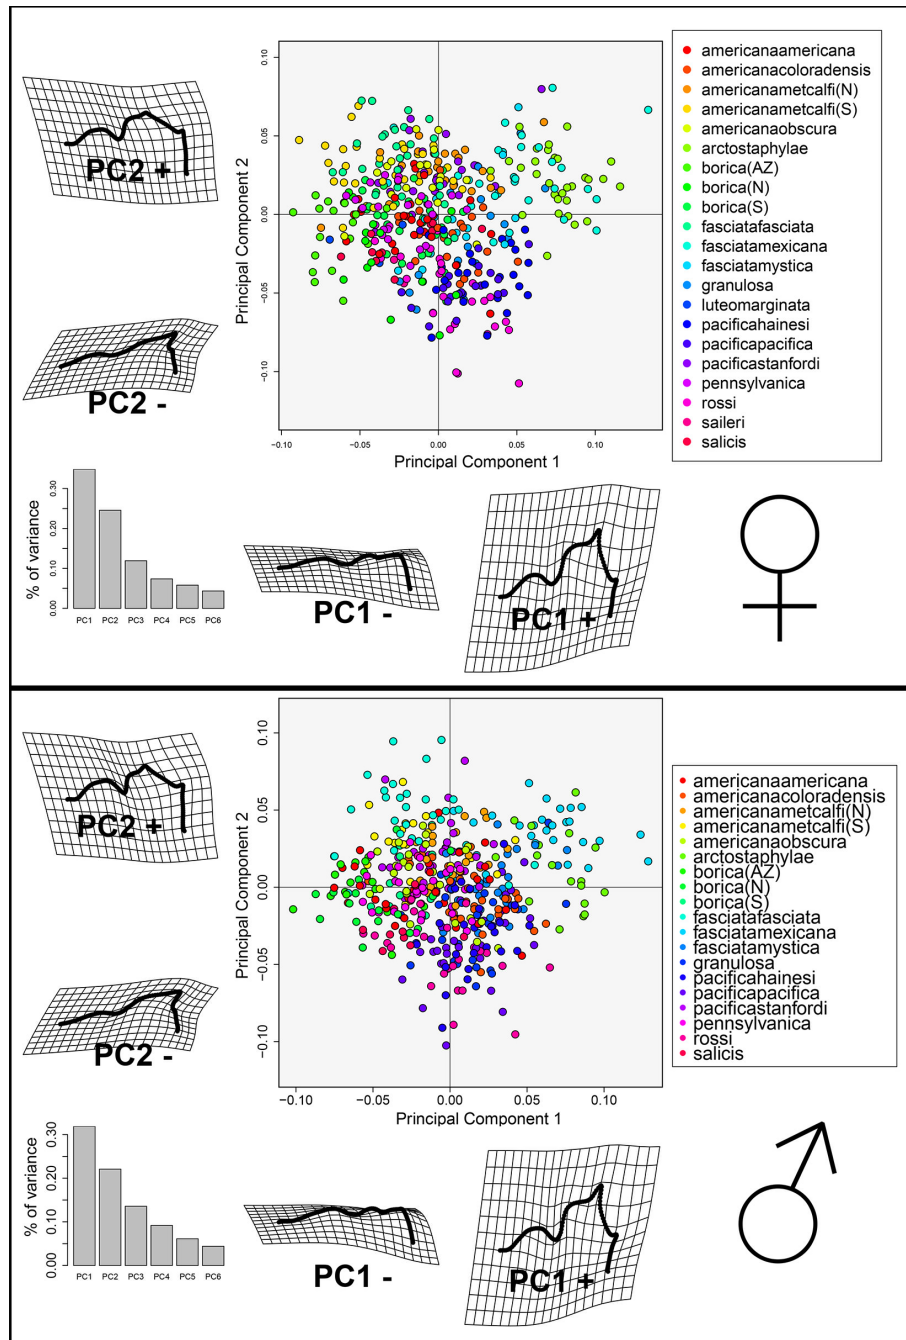 PC2 +
PC2 -
Principal Component 2
0.10
0.05
0.00
-0.05
-0.10
-0.10
-0.05
0.00
0.05
0.10
Principal Component 1
americanaamericana
americanacoloradensis
americanametcalfi(N)
americanametcalfi(S)
americanaobscura
arctostaphylae
borica(AZ)
borica(N)
borica(S)
fasciatafasciata
fasciatamexicana
fasciatamystica
granulosa
luteomarginata
pacificahainesi
pacificapacifica
pacificastanfordi
pennsylvanica
rossi
saileri
salicis
% of variance
0.30
0.20
0.10
0.00
PC1
PC2
PC3
PC4
PC5
PC6
PC1 -
PC1 +
PC2 +
PC2 -
Principal Component 2
0.10
0.05
0.00
-0.05
-0.10
-0.10
-0.05
0.00
0.05
0.10
Principal Component 1
americanaamericana
americanacoloradensis
americanametcalfi(N)
americanametcalfi(S)
americanaobscura
arctostaphylae
borica(AZ)
borica(N)
borica(S)
fasciatafasciata
fasciatamexicana
fasciatamystica
granulosa
pacificahainesi
pacificapacifica
pacificastanfordi
pennsylvanica
rossi
salicis
% of variance
0.30
0.20
0.10
0.00
PC1
PC2
PC3
PC4
PC5
PC6
PC1 -
PC1 +